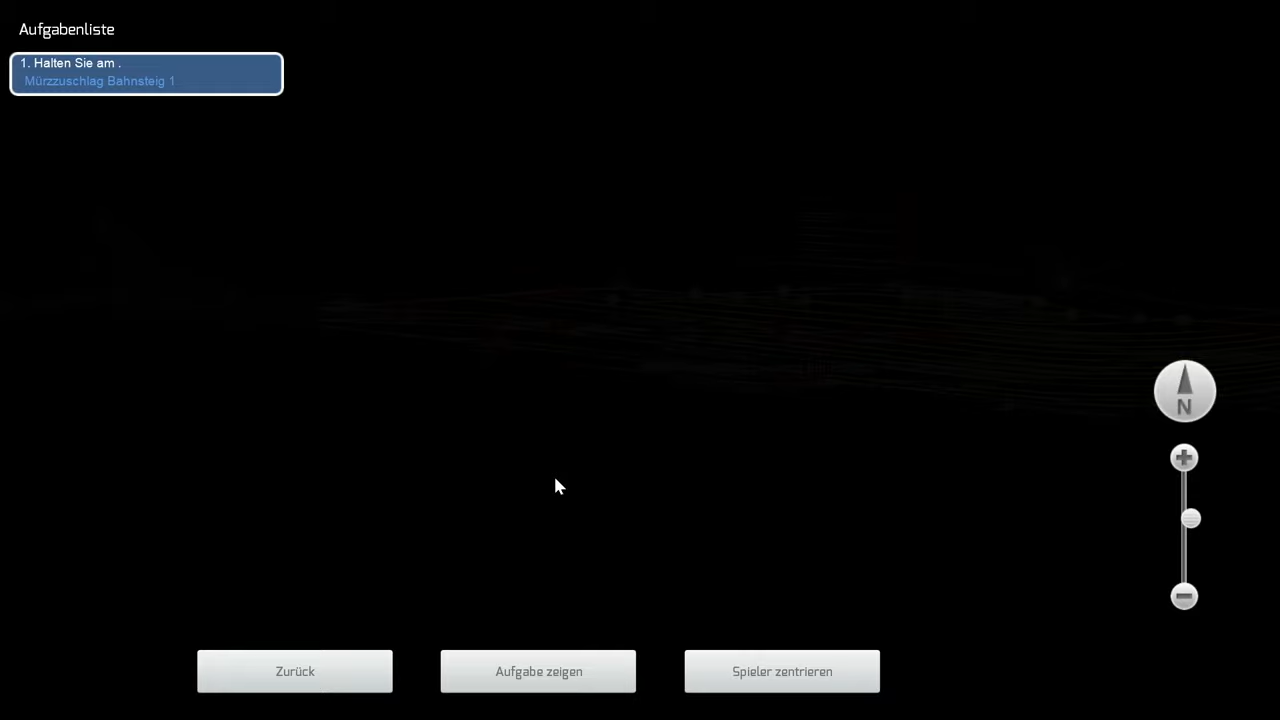 Aufgabenliste
1. Halten Sie am .
Mürzzuschlag Bahnsteig 1
N
Zurück
Aufgabe zeigen
Spieler zentrieren